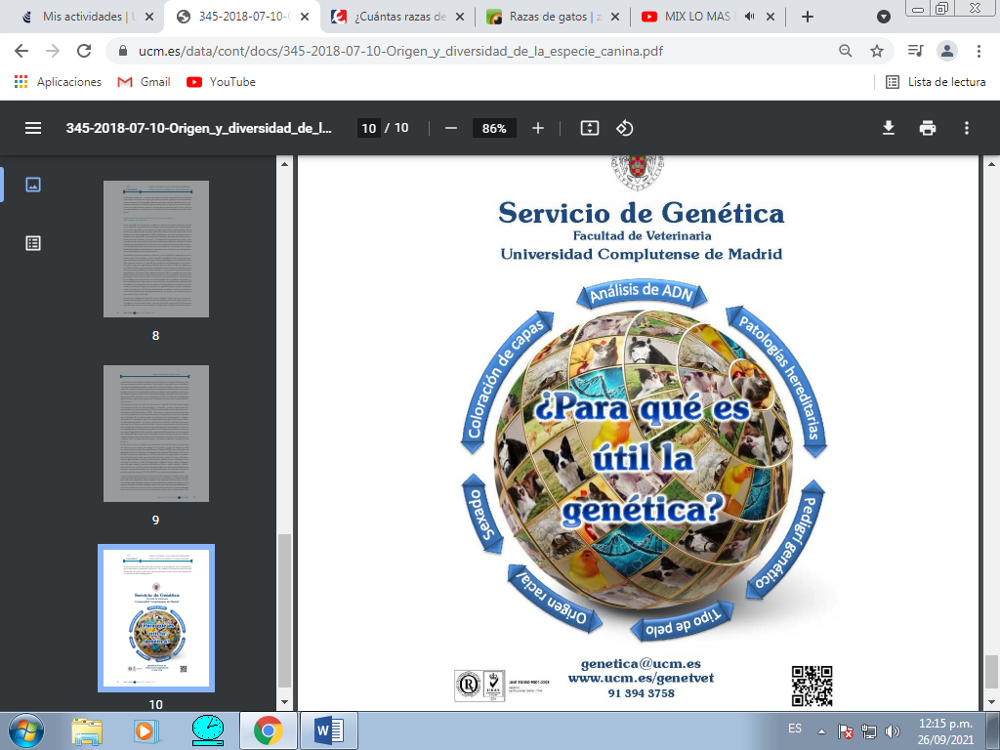 Mis actividades | U
345-2018-07-10-O
¿Cuántas razas de
Razas de gatos | z
MIX LO MAS
ucm.es/data/cont/docs/345-2018-07-10-Origen_y_diversidad_de_la_especie_canina.pdf
Aplicaciones
Gmail
YouTube
Lista de lectura
345-2018-07-10-Origen_y_diversidad_de_l...
10 / 10
86%
8
9
10
Servicio de Genética
Facultad de Veterinaria
Universidad Complutense de Madrid
Análisis de ADN
Patologías hereditarias
Pedigrí genético
Tipo de pelo
Origen racial
Sexado
Coloración de capas
¿Para qué es
útil la
genética?
genetica@ucm.es
www.ucm.es/genetvet
91 394 3758
ES
12:15 p.m.
26/09/2021